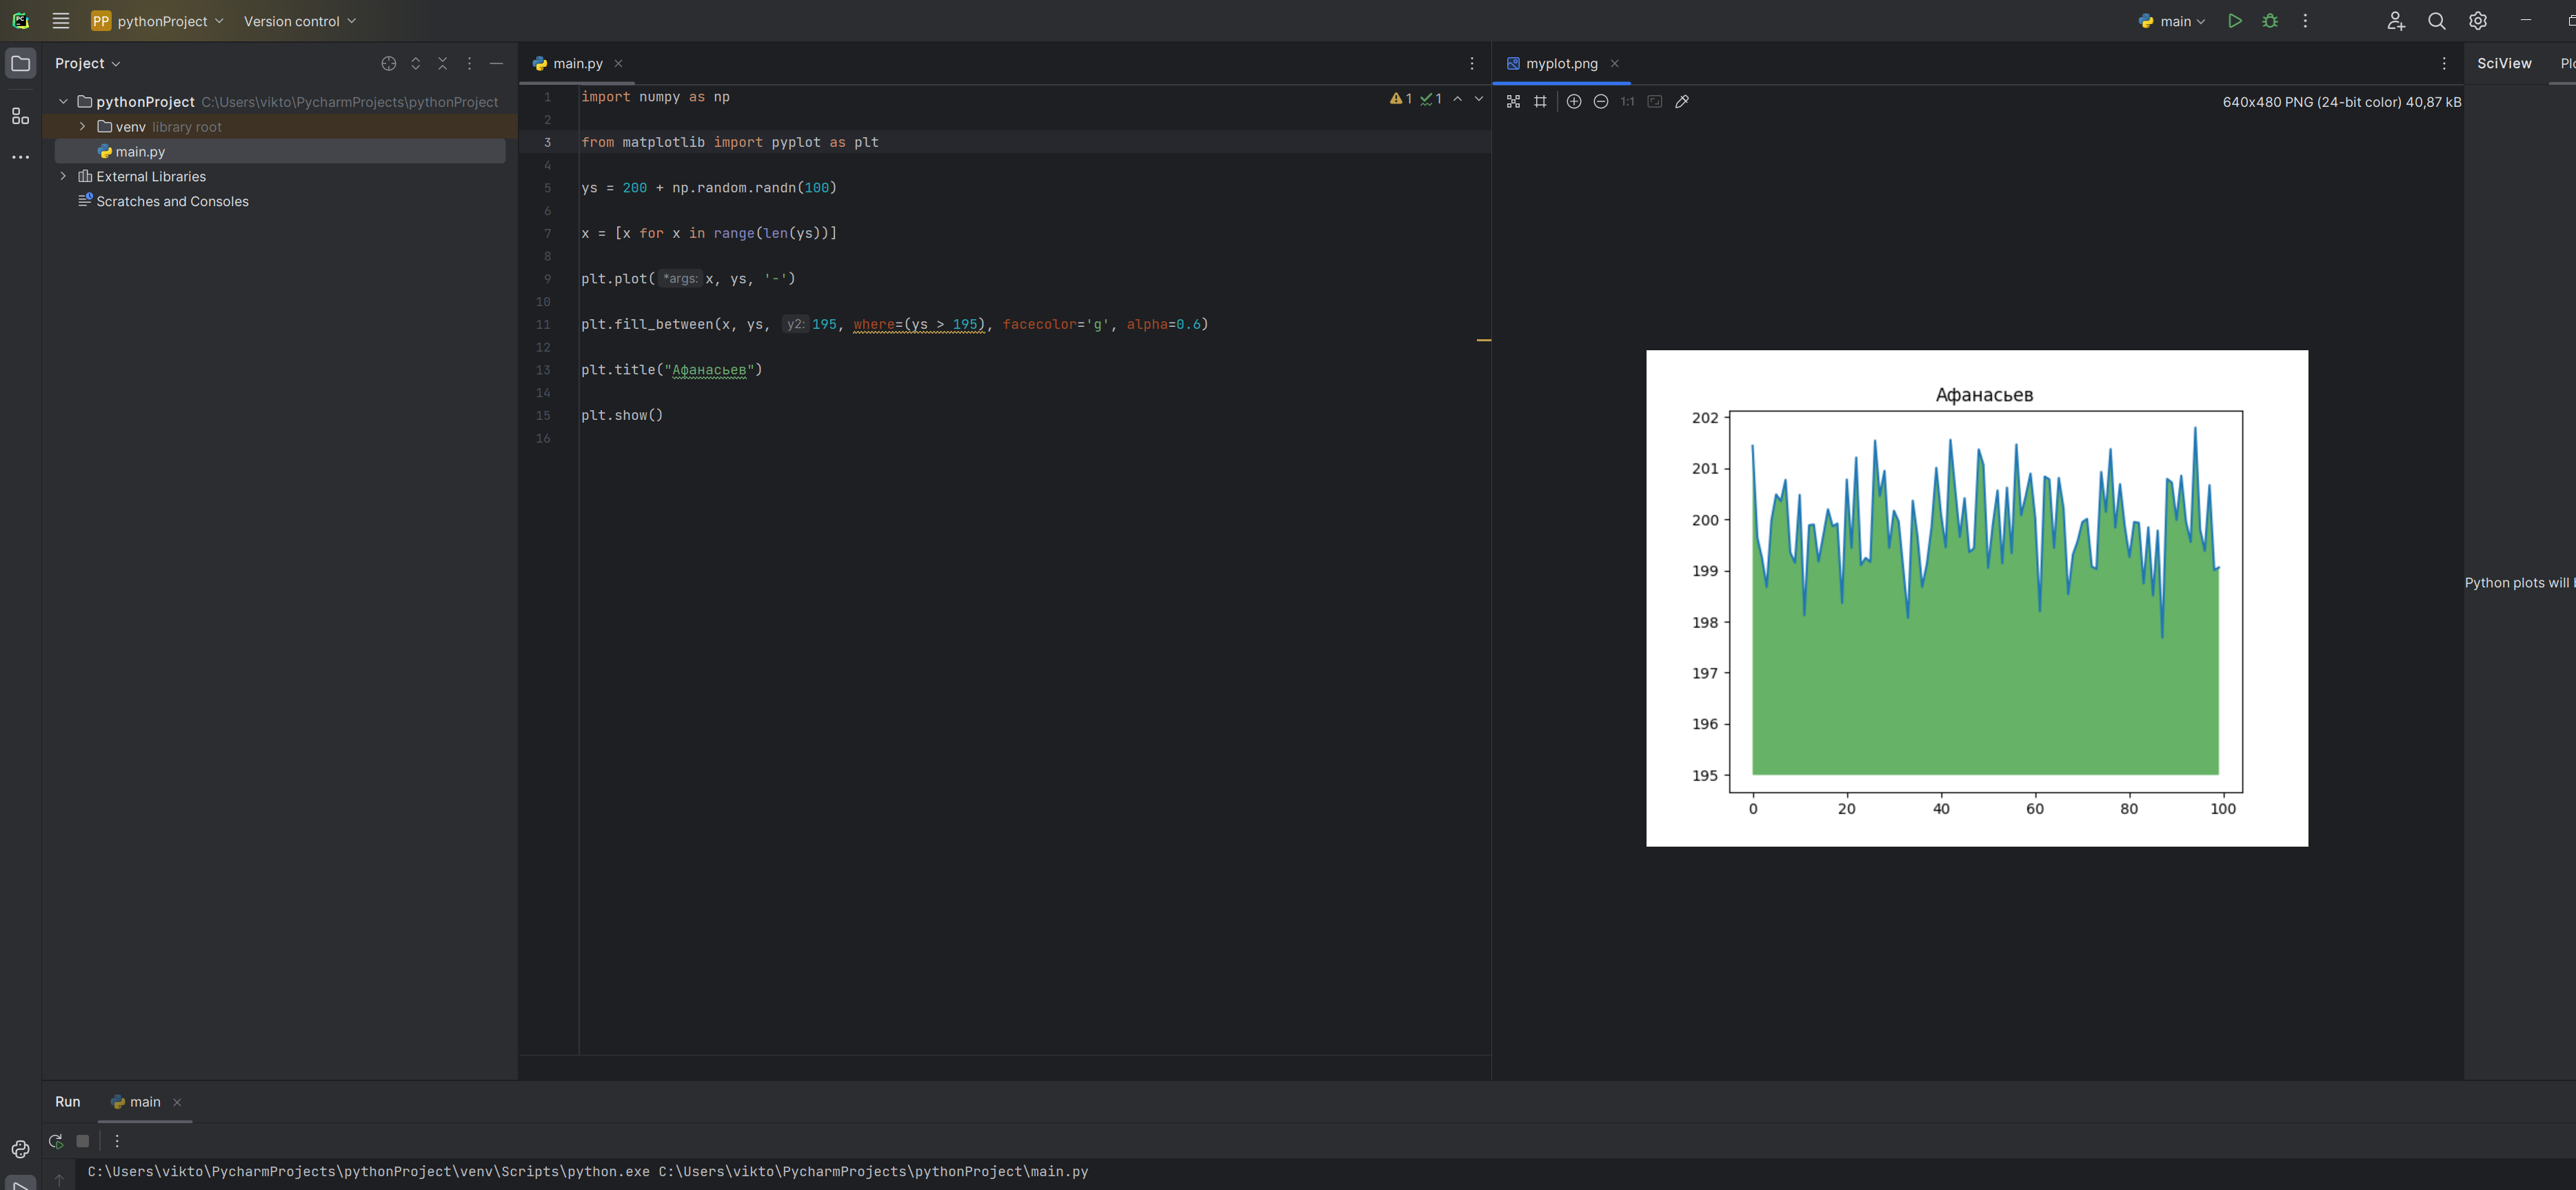 PP pythonProject Version control main
Project
pythonProject C:\Users\vikto\PycharmProjects\pythonProject
venv library root
main.py
External Libraries
Scratches and Consoles
main.py
1 import numpy as np
2
3 from matplotlib import pyplot as plt
4
5 ys = 200 + np.random.randn(100)
6
7 x = [x for x in range(len(ys))]
8
9 plt.plot( *args: x, ys, '-')
10
11 plt.fill_between(x, ys, y2: 195, where=(ys > 195), facecolor='g', alpha=0.6)
12
13 plt.title("Афанасьев")
14
15 plt.show()
16
1 1
myplot.png
1:1
640x480 PNG (24-bit color) 40,87 kB
Афанасьев
202
201
200
199
198
197
196
195
0 20 40 60 80 100
SciView
Python plots will
Run main
C:\Users\vikto\PycharmProjects\pythonProject\venv\Scripts\python.exe C:\Users\vikto\PycharmProjects\pythonProject\main.py